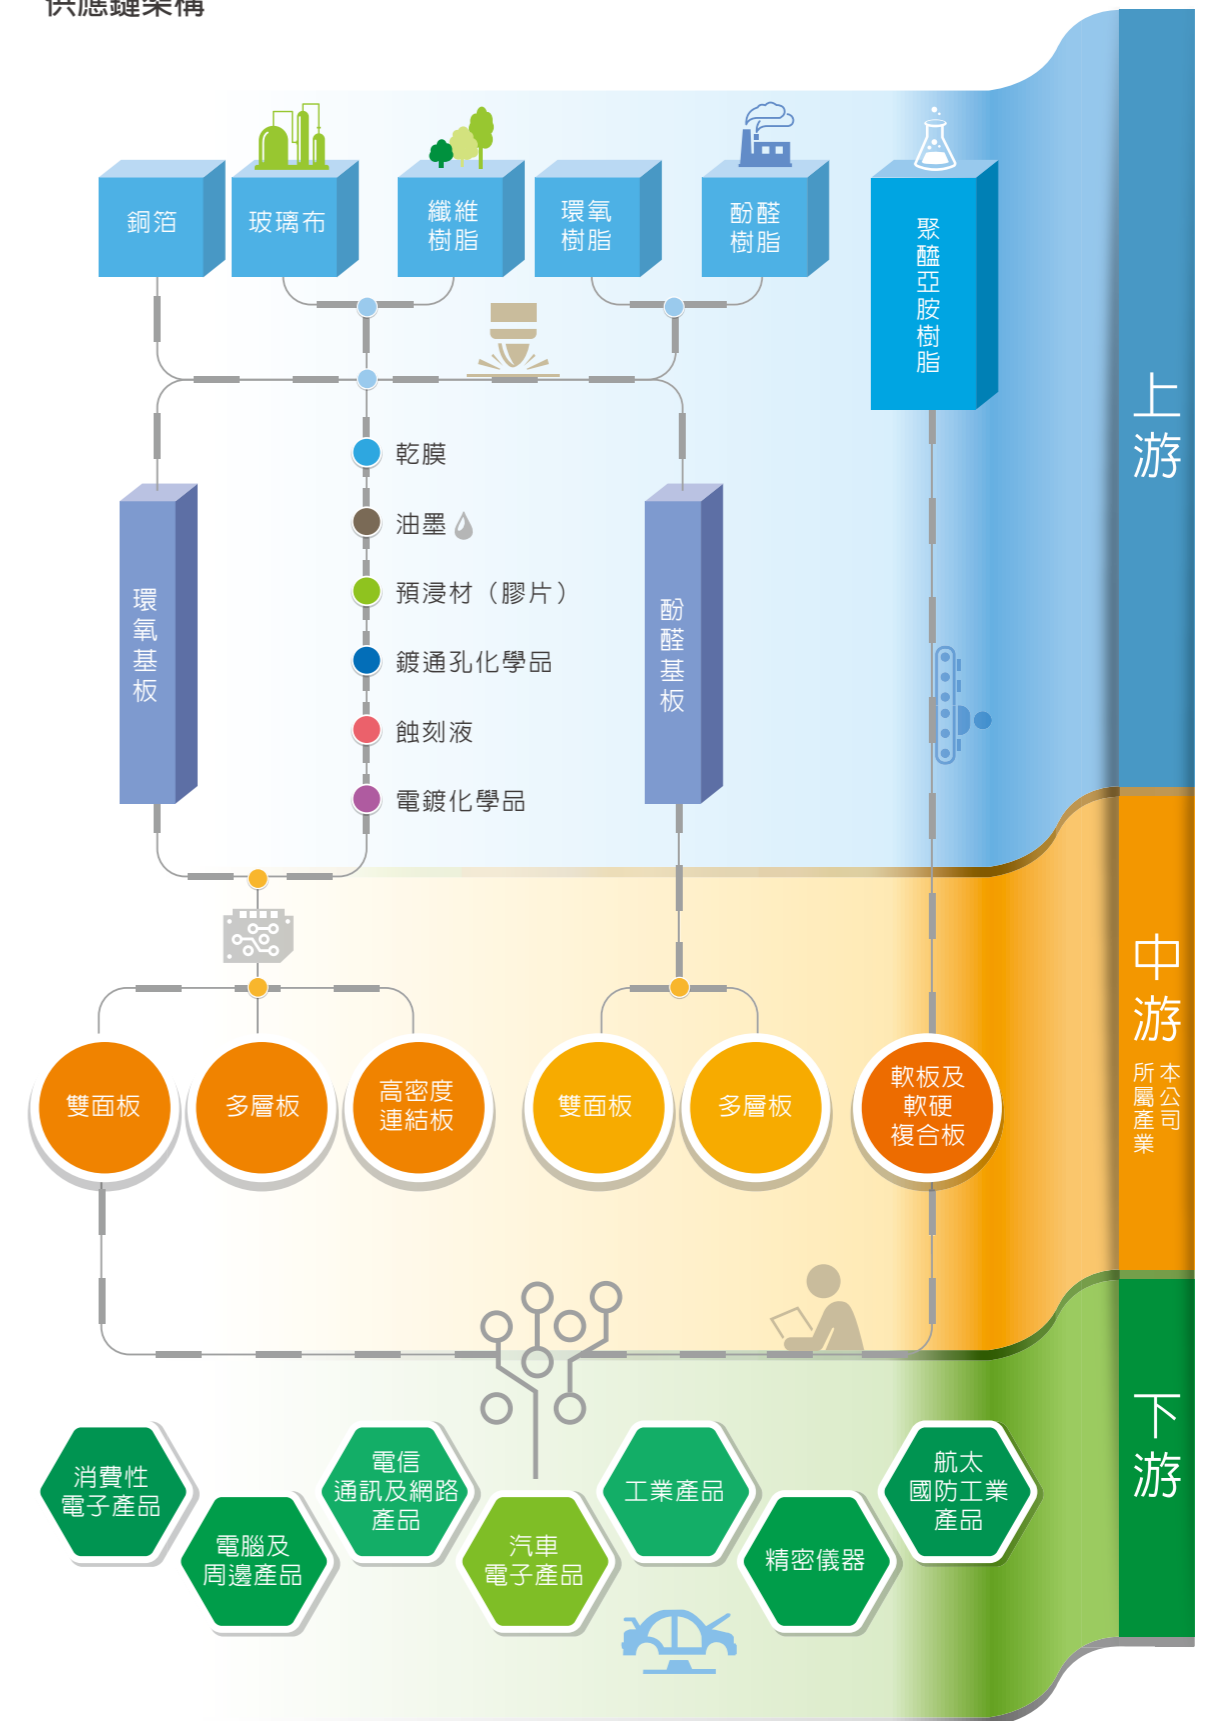 供應鏈架構
銅箔
玻璃布
纖維
樹脂
環氧
樹脂
酚醛
樹脂
聚醯亞胺樹脂
上游
乾膜
油墨
預浸材（膠片）
鍍通孔化學品
蝕刻液
電鍍化學品
環氧基板
酚醛基板
中游
本公司
所屬產業
雙面板
多層板
高密度
連結板
雙面板
多層板
軟板及
軟硬
複合板
下游
消費性
電子產品
電腦及
周邊產品
電信
通訊及網路
產品
汽車
電子產品
工業產品
精密儀器
航太
國防工業
產品